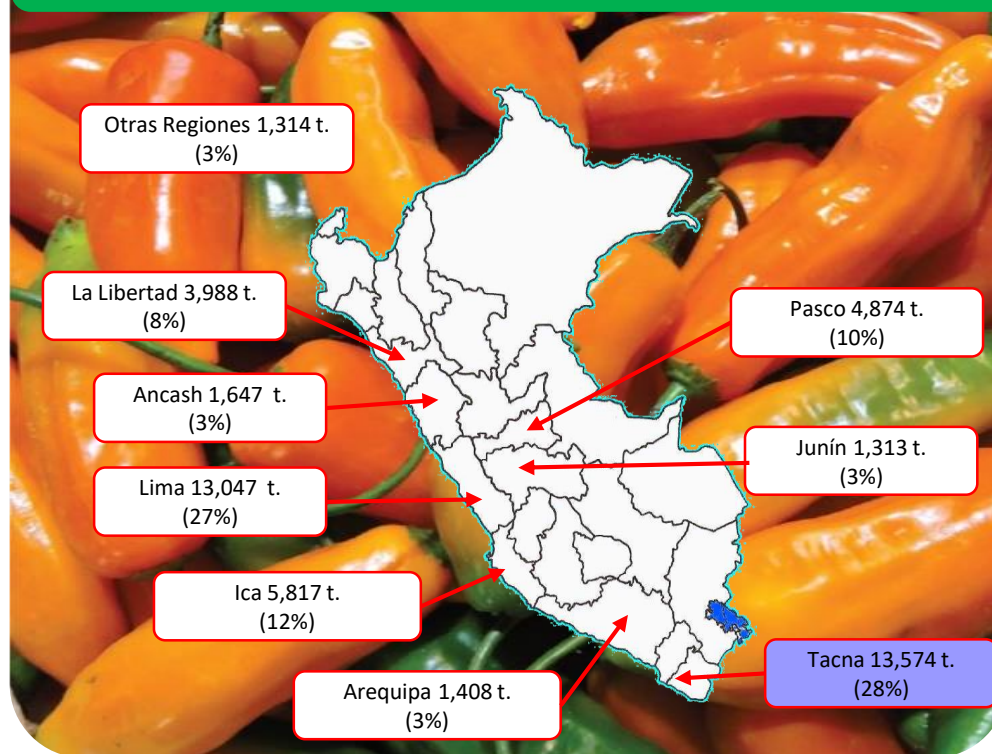 Otras Regiones 1,314 t.
(3%)
La Libertad 3,988 t.
(8%)
Pasco 4,874 t.
(10%)
Ancash 1,647 t.
(3%)
Junín 1,313 t.
(3%)
Lima 13,047 t.
(27%)
Ica 5,817 t.
(12%)
Tacna 13,574 t.
(28%)
Arequipa 1,408 t.
(3%)